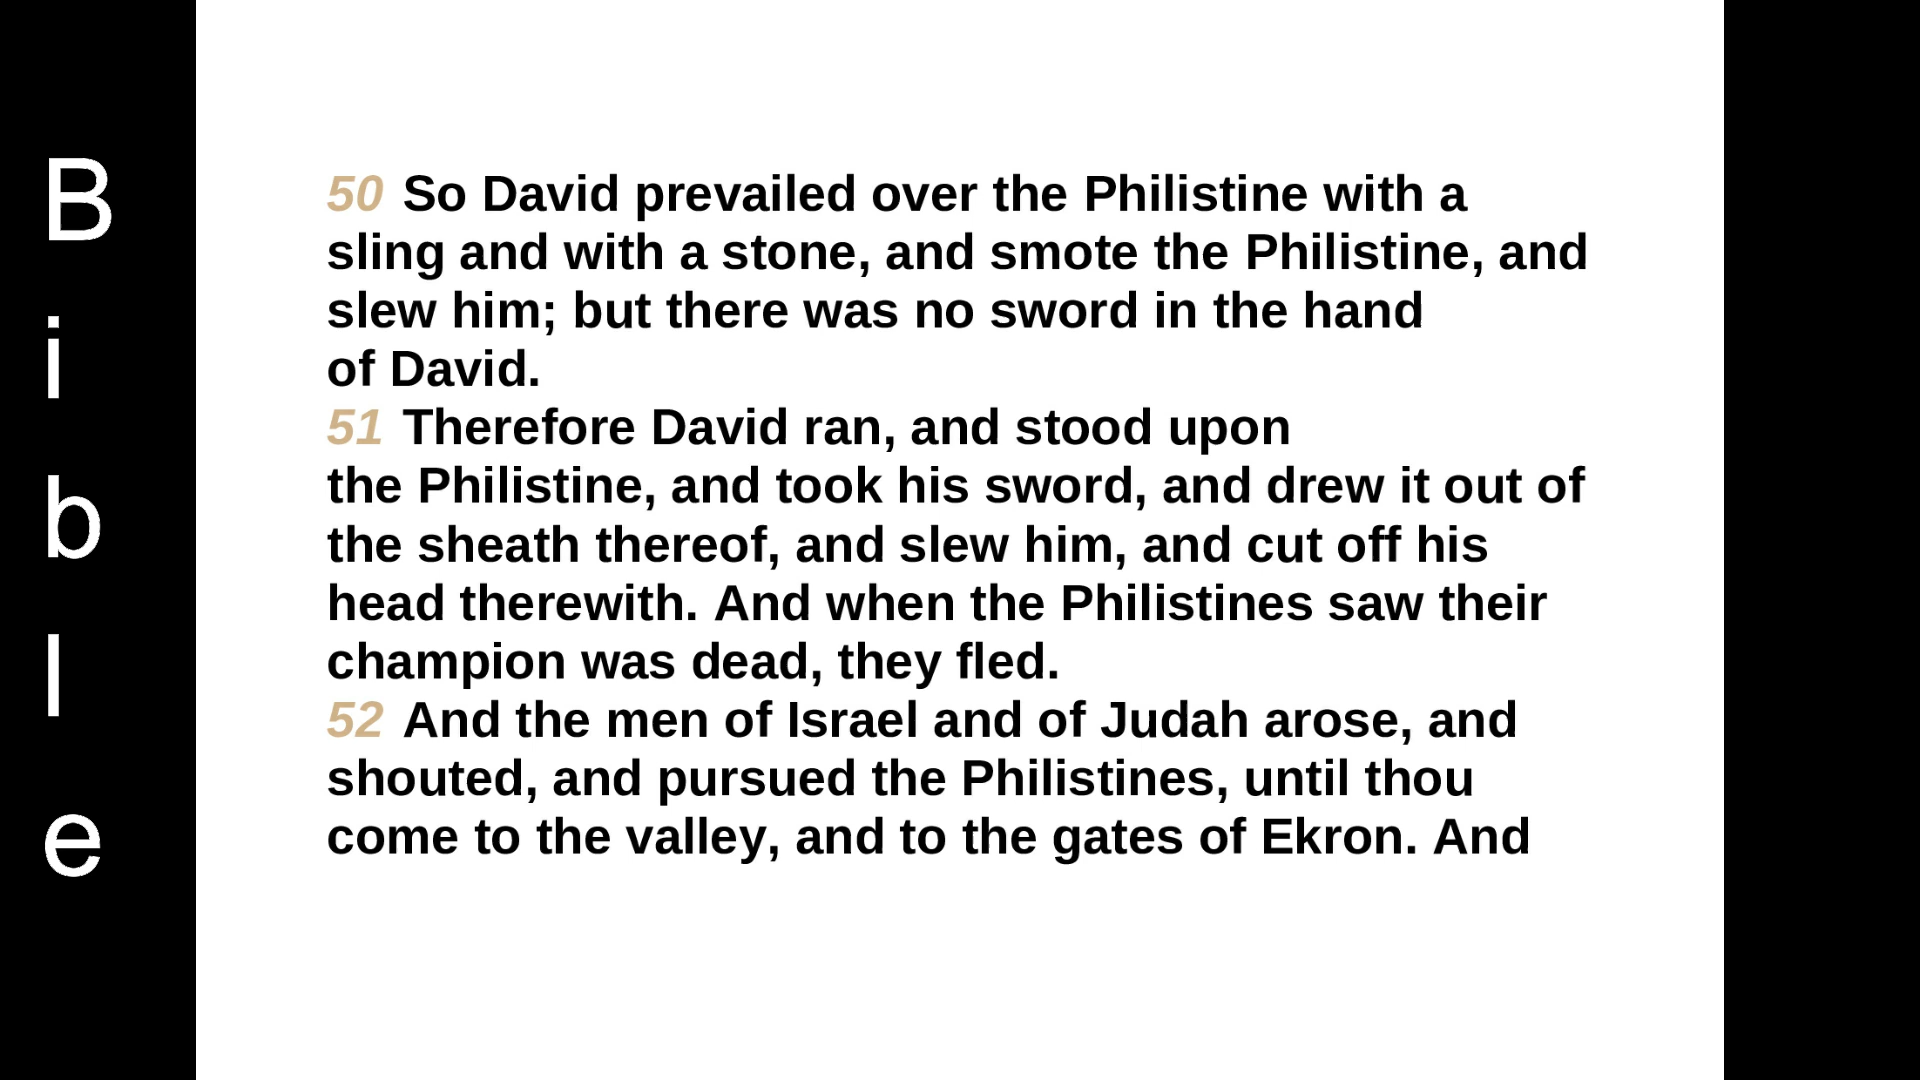 Bible
50 So David prevailed over the Philistine with a
sling and with a stone, and smote the Philistine, and
slew him; but there was no sword in the hand
of David.
51 Therefore David ran, and stood upon
the Philistine, and took his sword, and drew it out of
the sheath thereof, and slew him, and cut off his
head therewith. And when the Philistines saw their
champion was dead, they fled.
52 And the men of Israel and of Judah arose, and
shouted, and pursued the Philistines, until thou
come to the valley, and to the gates of Ekron. And